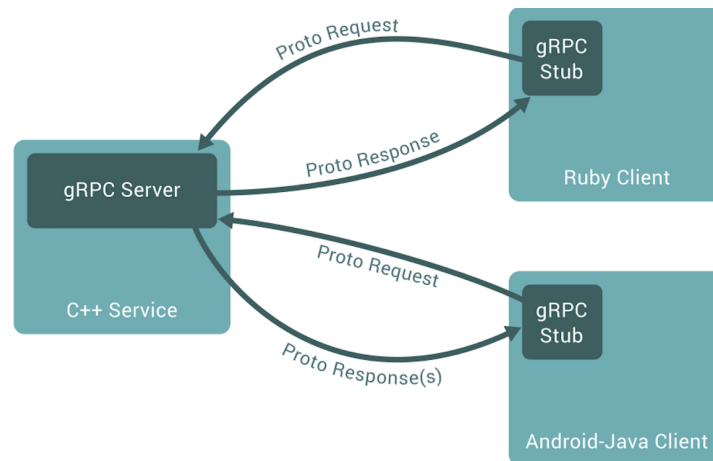 Proto Request
gRPC
Stub
Ruby Client
Proto Response
gRPC Server
C++ Service
Proto Request
gRPC
Stub
Proto Response(s)
Android-Java Client